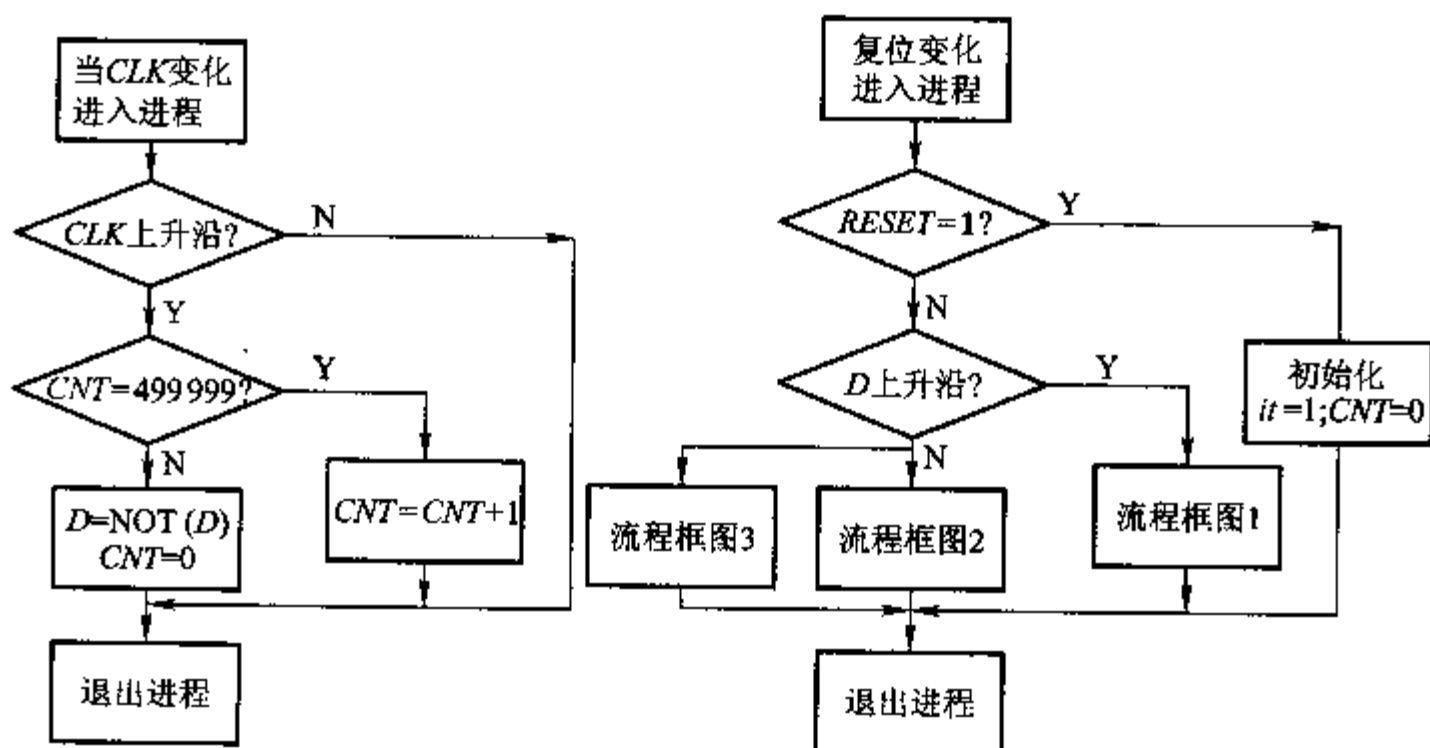 当CLK变化
进入进程
CLK上升沿?
N
Y
CNT=499999?
Y
N
D=NOT(D)
CNT=0
CNT=CNT+1
退出进程
复位变化
进入进程
RESET=1?
Y
N
D上升沿?
Y
N
初始化
it=1;CNT=0
流程框图3
流程框图2
流程框图1
退出进程